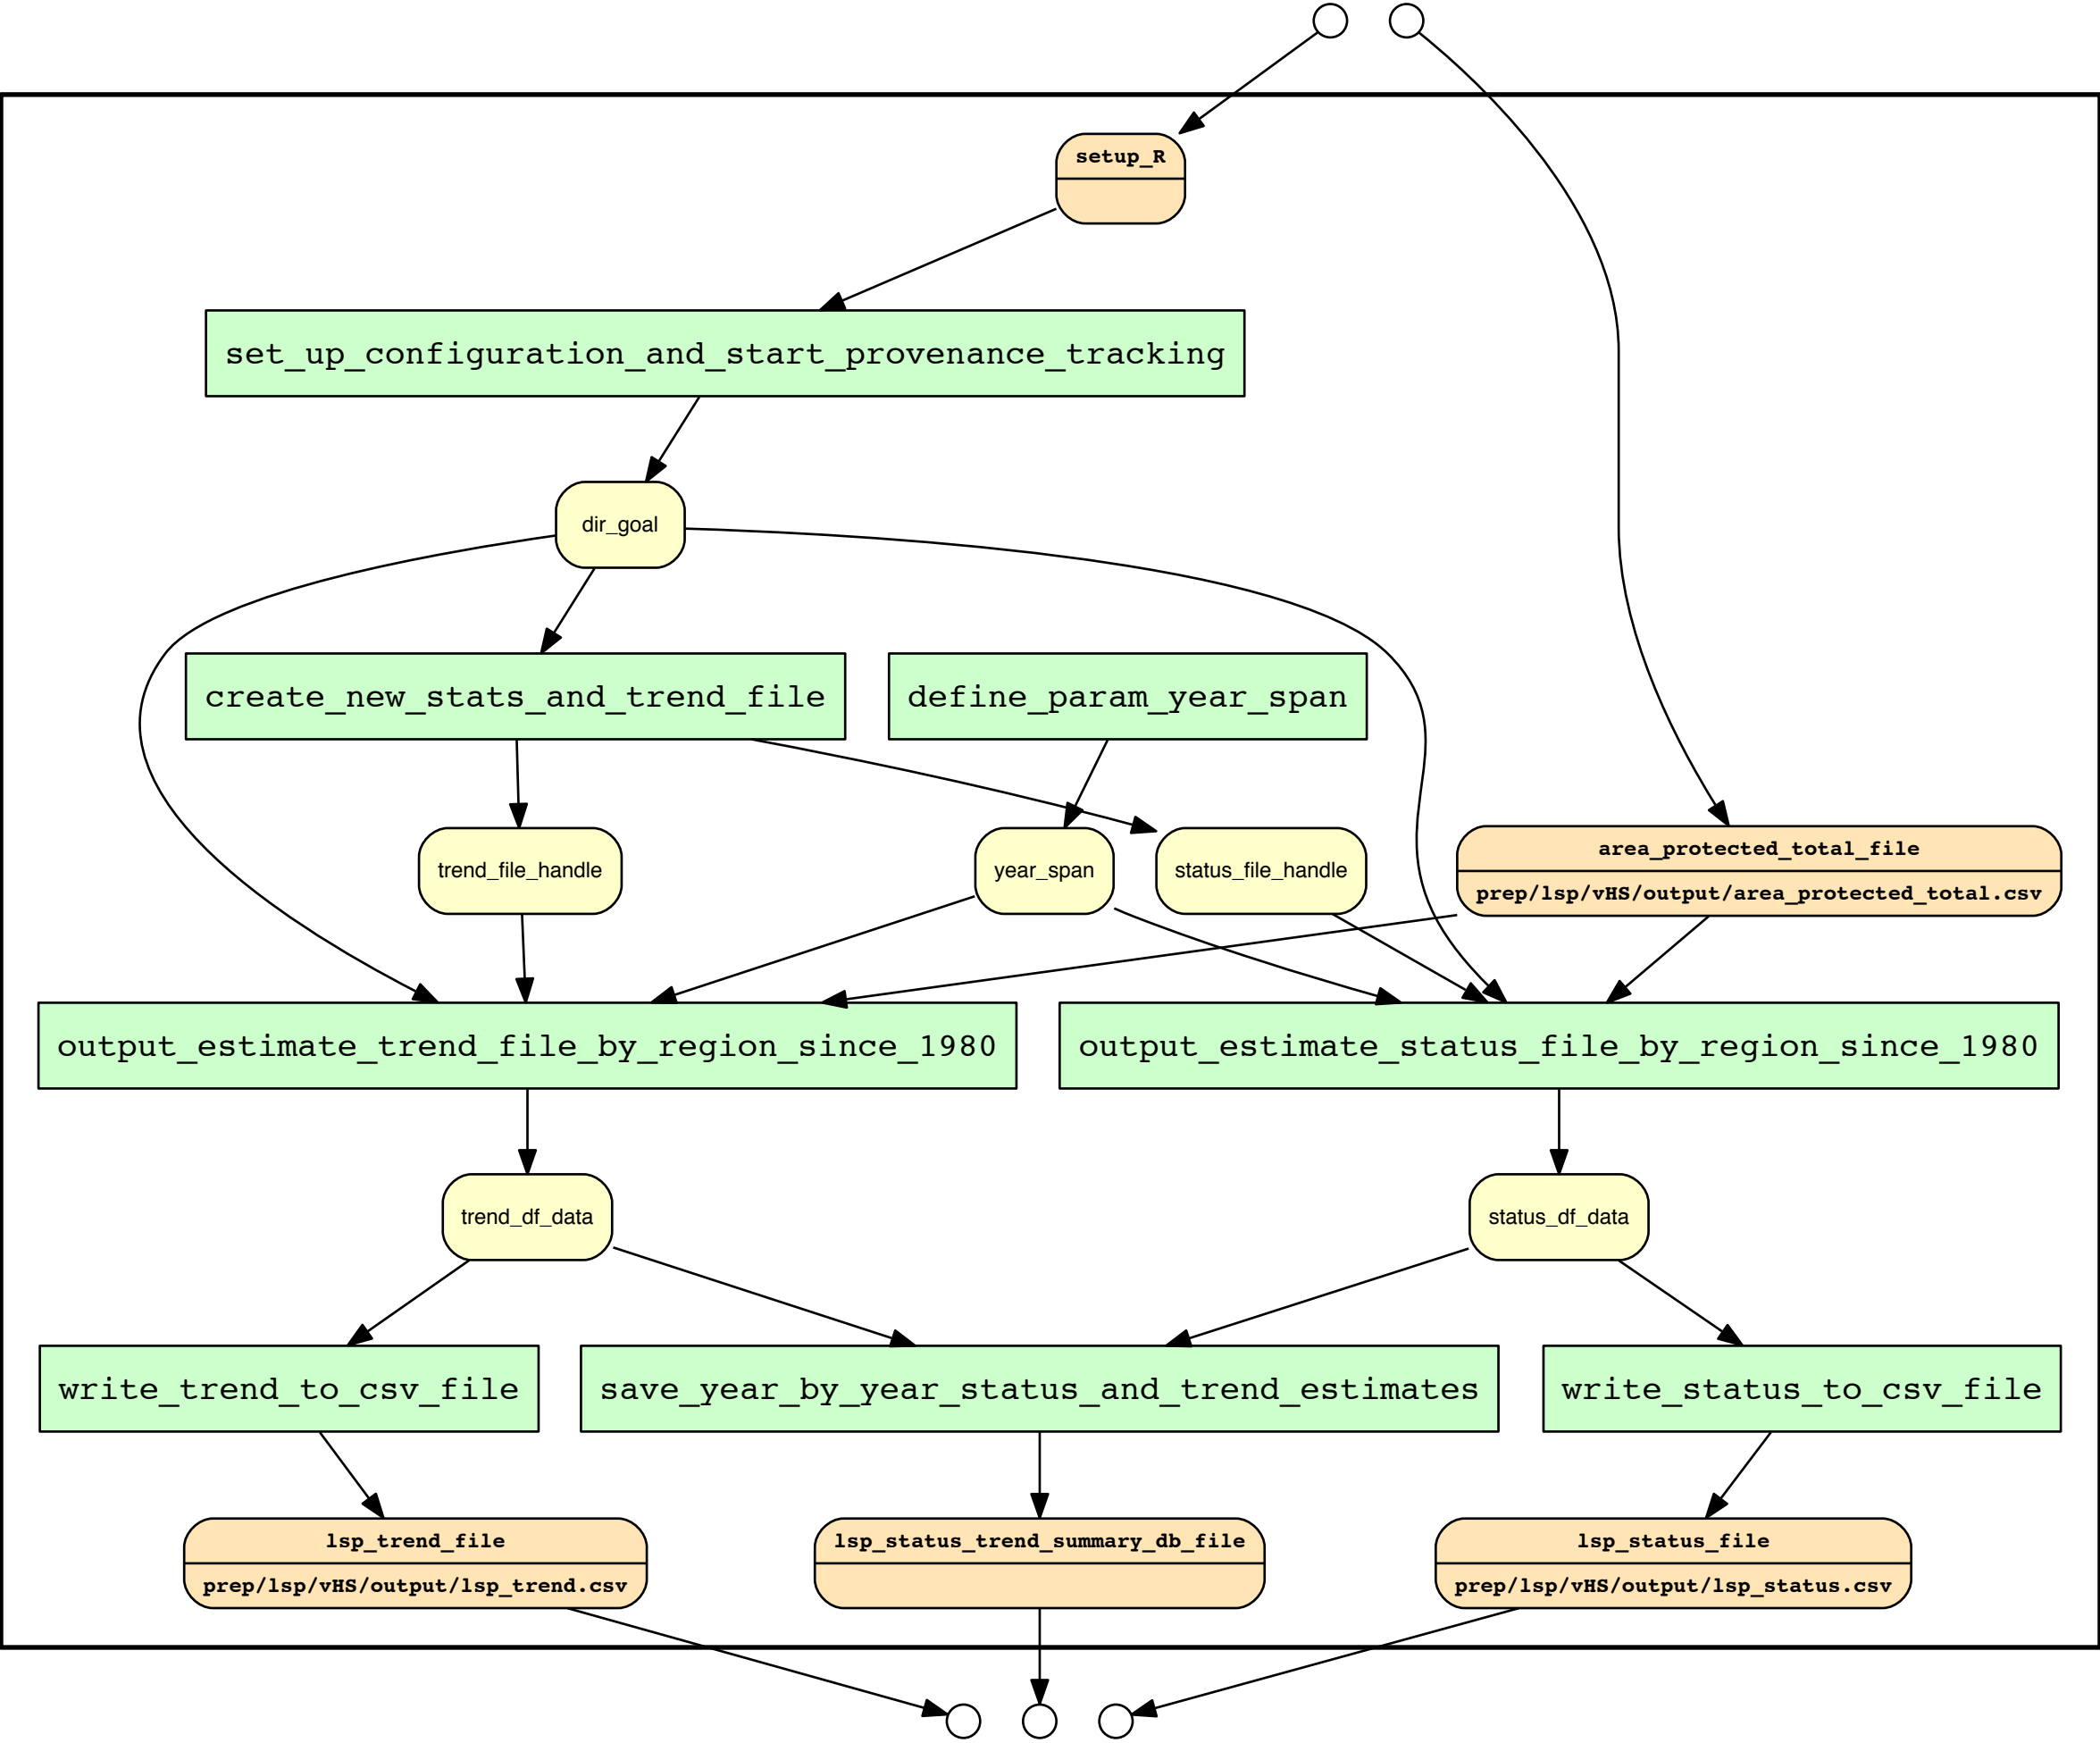 setup_R
set_up_configuration_and_start_provenance_tracking
dir_goal
create_new_stats_and_trend_file
define_param_year_span
trend_file_handle
year_span
status_file_handle
area_protected_total_file
prep/lsp/vHS/output/area_protected_total.csv
output_estimate_trend_file_by_region_since_1980
output_estimate_status_file_by_region_since_1980
trend_df_data
status_df_data
write_trend_to_csv_file
save_year_by_year_status_and_trend_estimates
write_status_to_csv_file
lsp_trend_file
prep/lsp/vHS/output/lsp_trend.csv
lsp_status_trend_summary_db_file
lsp_status_file
prep/lsp/vHS/output/lsp_status.csv